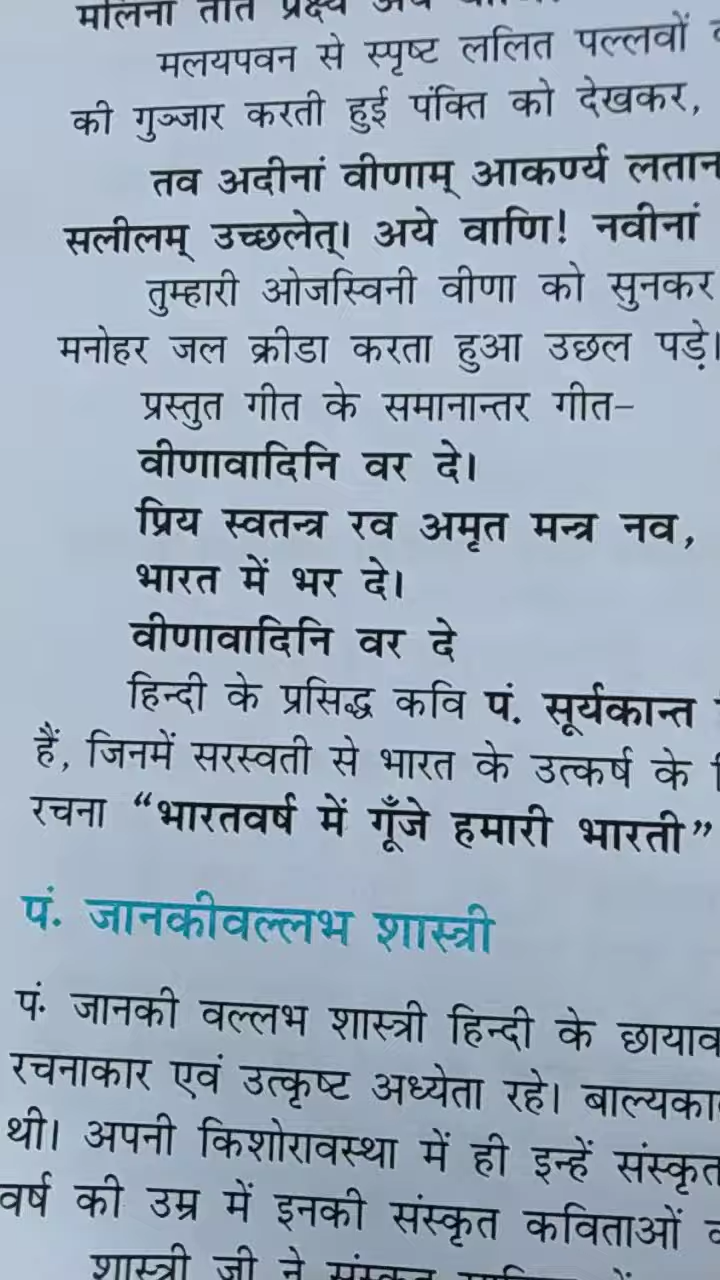 मलयपवन से स्पृष्ट ललित पल्लवों
की गुञ्जार करती हुई पंक्ति को देखकर,
तव अदीनां वीणाम् आकर्ण्य लतान
सलीलम् उच्छलेत्। अये वाणि! नवीनां
तुम्हारी ओजस्विनी वीणा को सुनकर
मनोहर जल क्रीडा करता हुआ उछल पड़े।
प्रस्तुत गीत के समानान्तर गीत–
वीणावादिनि वर दे।
प्रिय स्वतन्त्र रव अमृत मन्त्र नव,
भारत में भर दे।
वीणावादिनि वर दे
हिन्दी के प्रसिद्ध कवि पं. सूर्यकान्त
हैं, जिनमें सरस्वती से भारत के उत्कर्ष के
रचना “भारतवर्ष में गूँजे हमारी भारती”
पं. जानकीवल्लभ शास्त्री
पं. जानकी वल्लभ शास्त्री हिन्दी के छायाव
रचनाकार एवं उत्कृष्ट अध्येता रहे। बाल्यका
थी। अपनी किशोरावस्था में ही इन्हें संस्कृत
वर्ष की उम्र में इनकी संस्कृत कविताओं
शास्त्री जी ने